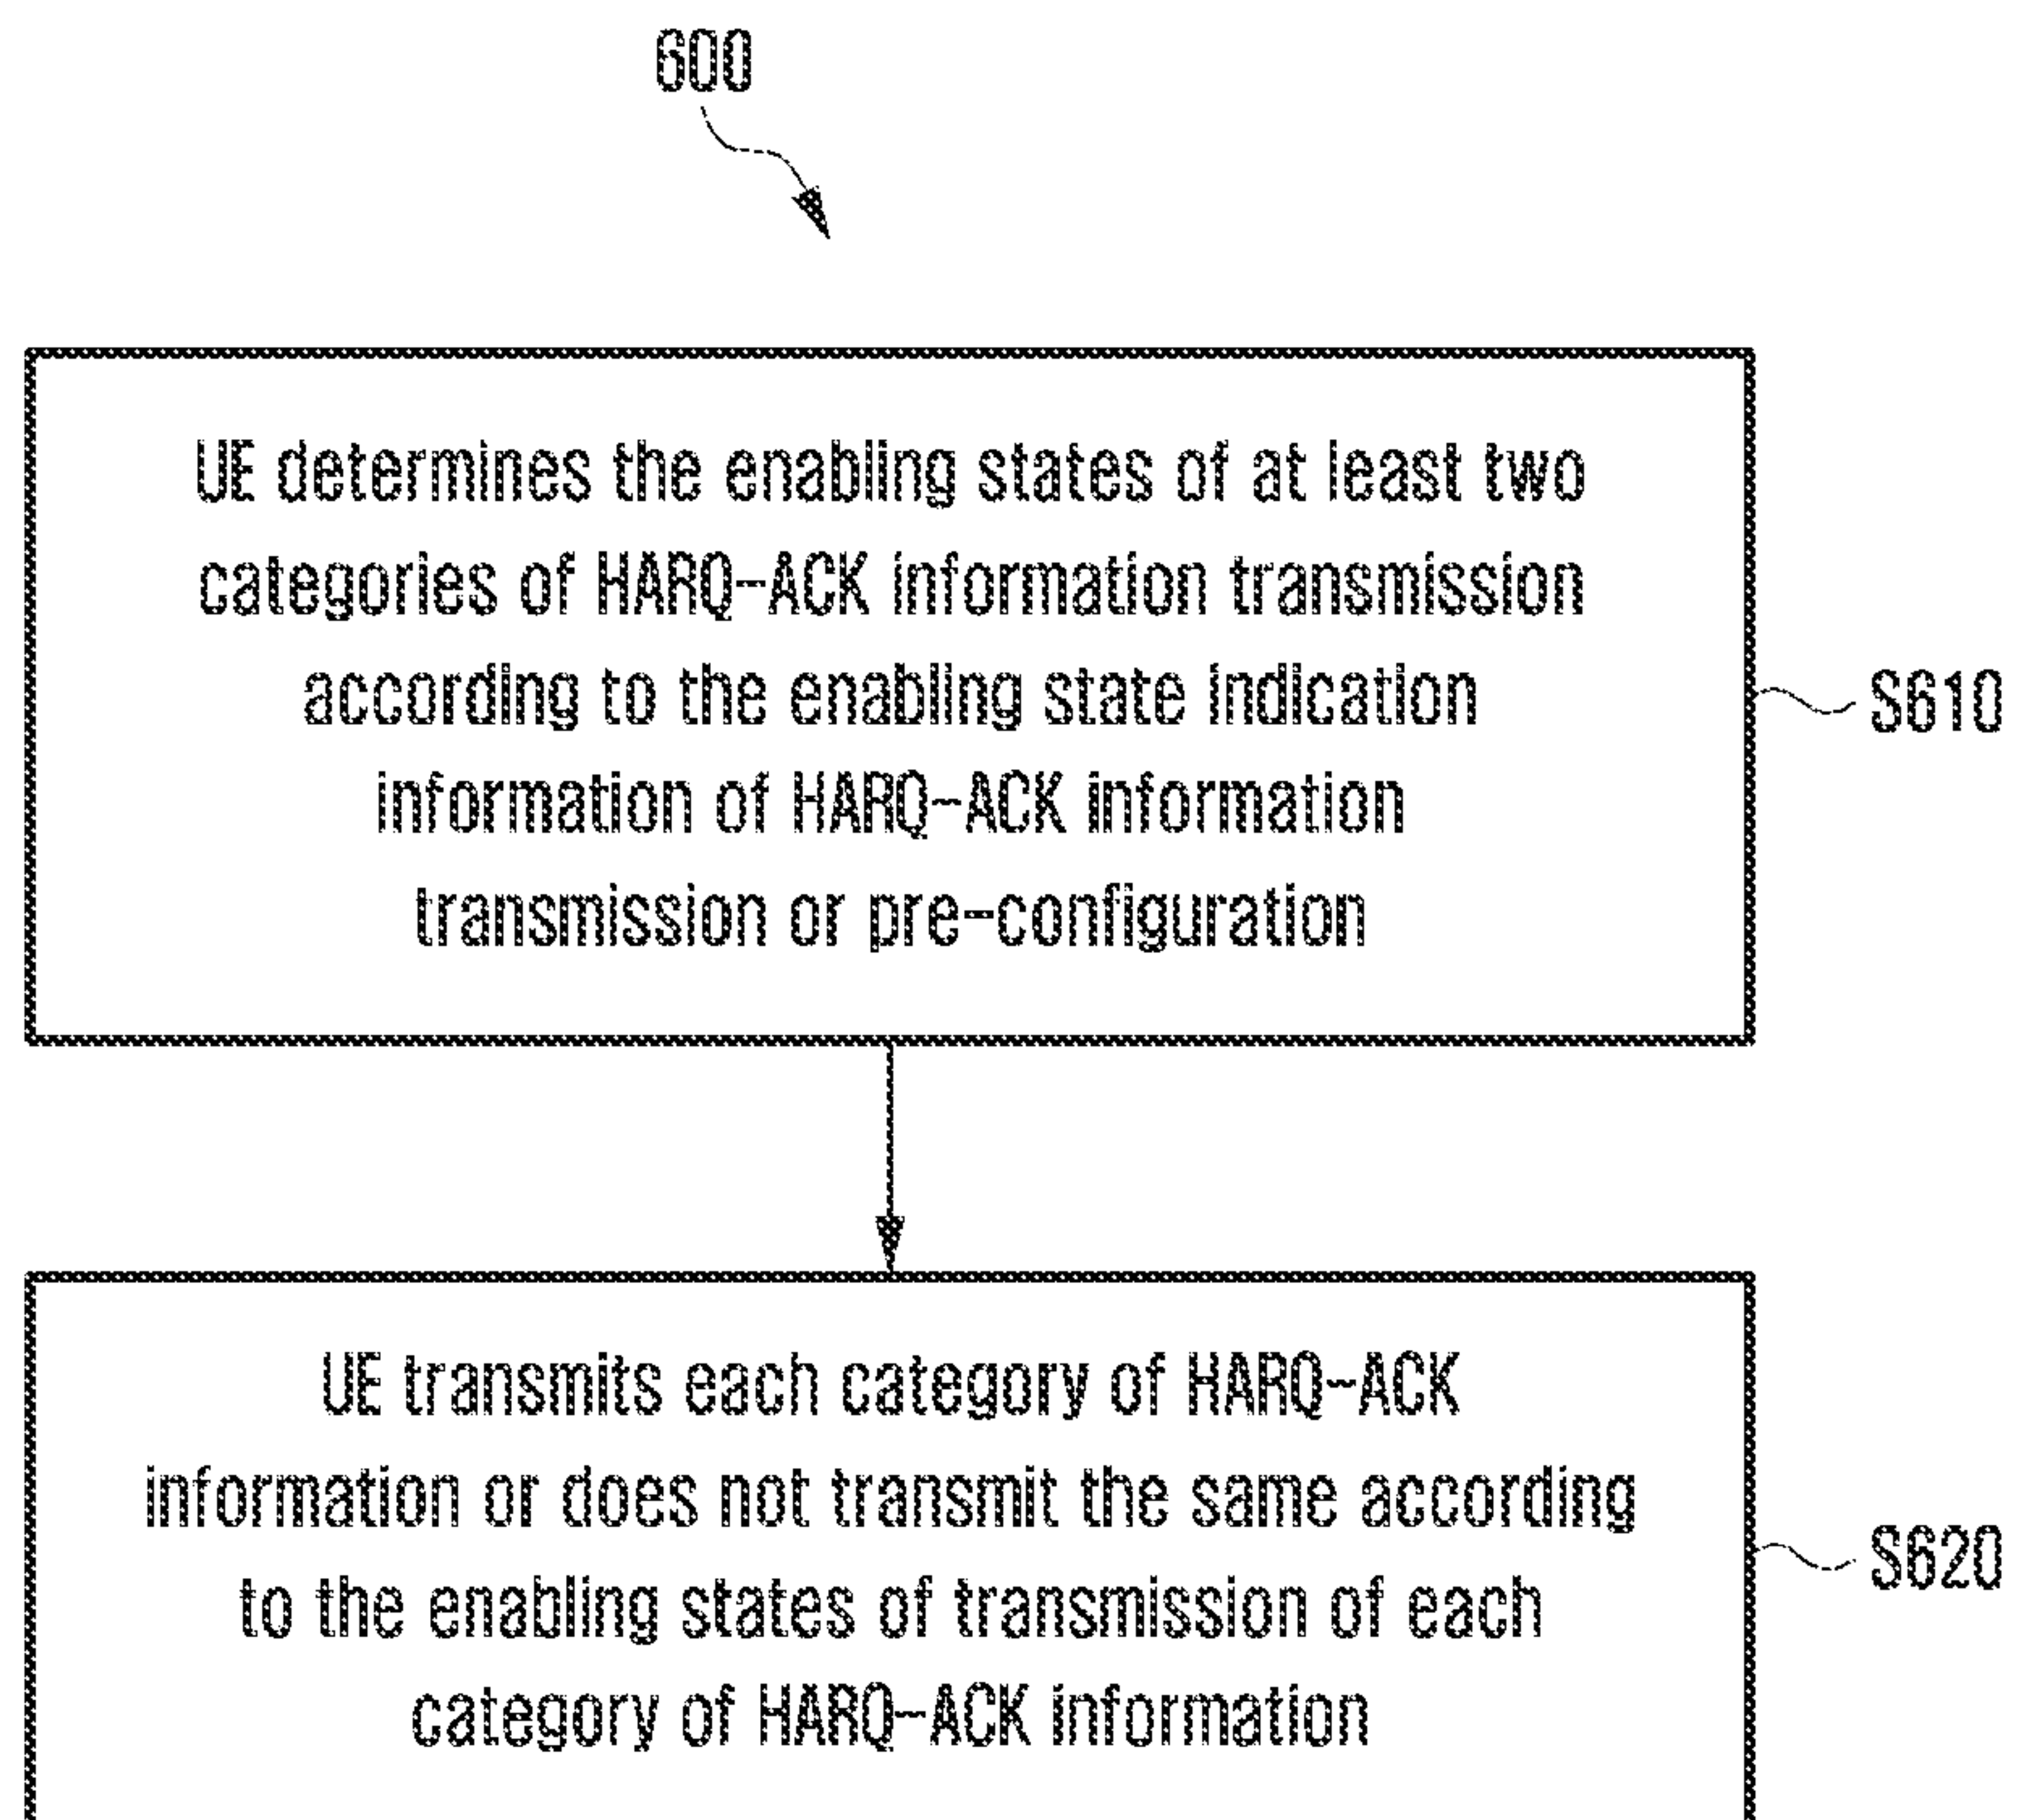 600
UE determines the enabling states of at least two
categories of HARQ-ACK information transmission
according to the enabling state indication
information of HARQ-ACK information
transmission or pre-configuration
S610
UE transmits each category of HARQ-ACK
information or does not transmit the same according
to the enabling states of transmission of each
category of HARQ-ACK information
S620